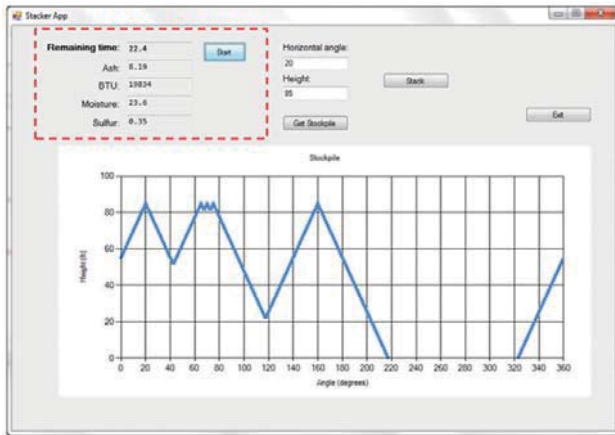 Stacker App
Remaining time: 22.4
Start
Ash: 8.19
BTU: 19834
Moisture: 23.6
Sulfur: 0.35
Horizontal angle:
20
Height:
85
Get Stockpile
Stack
Exit
Stockpile
Height (ft)
100
80
60
40
20
0
0 20 40 60 80 100 120 140 160 180 200 220 240 260 280 300 320 340 360
Angle (degrees)